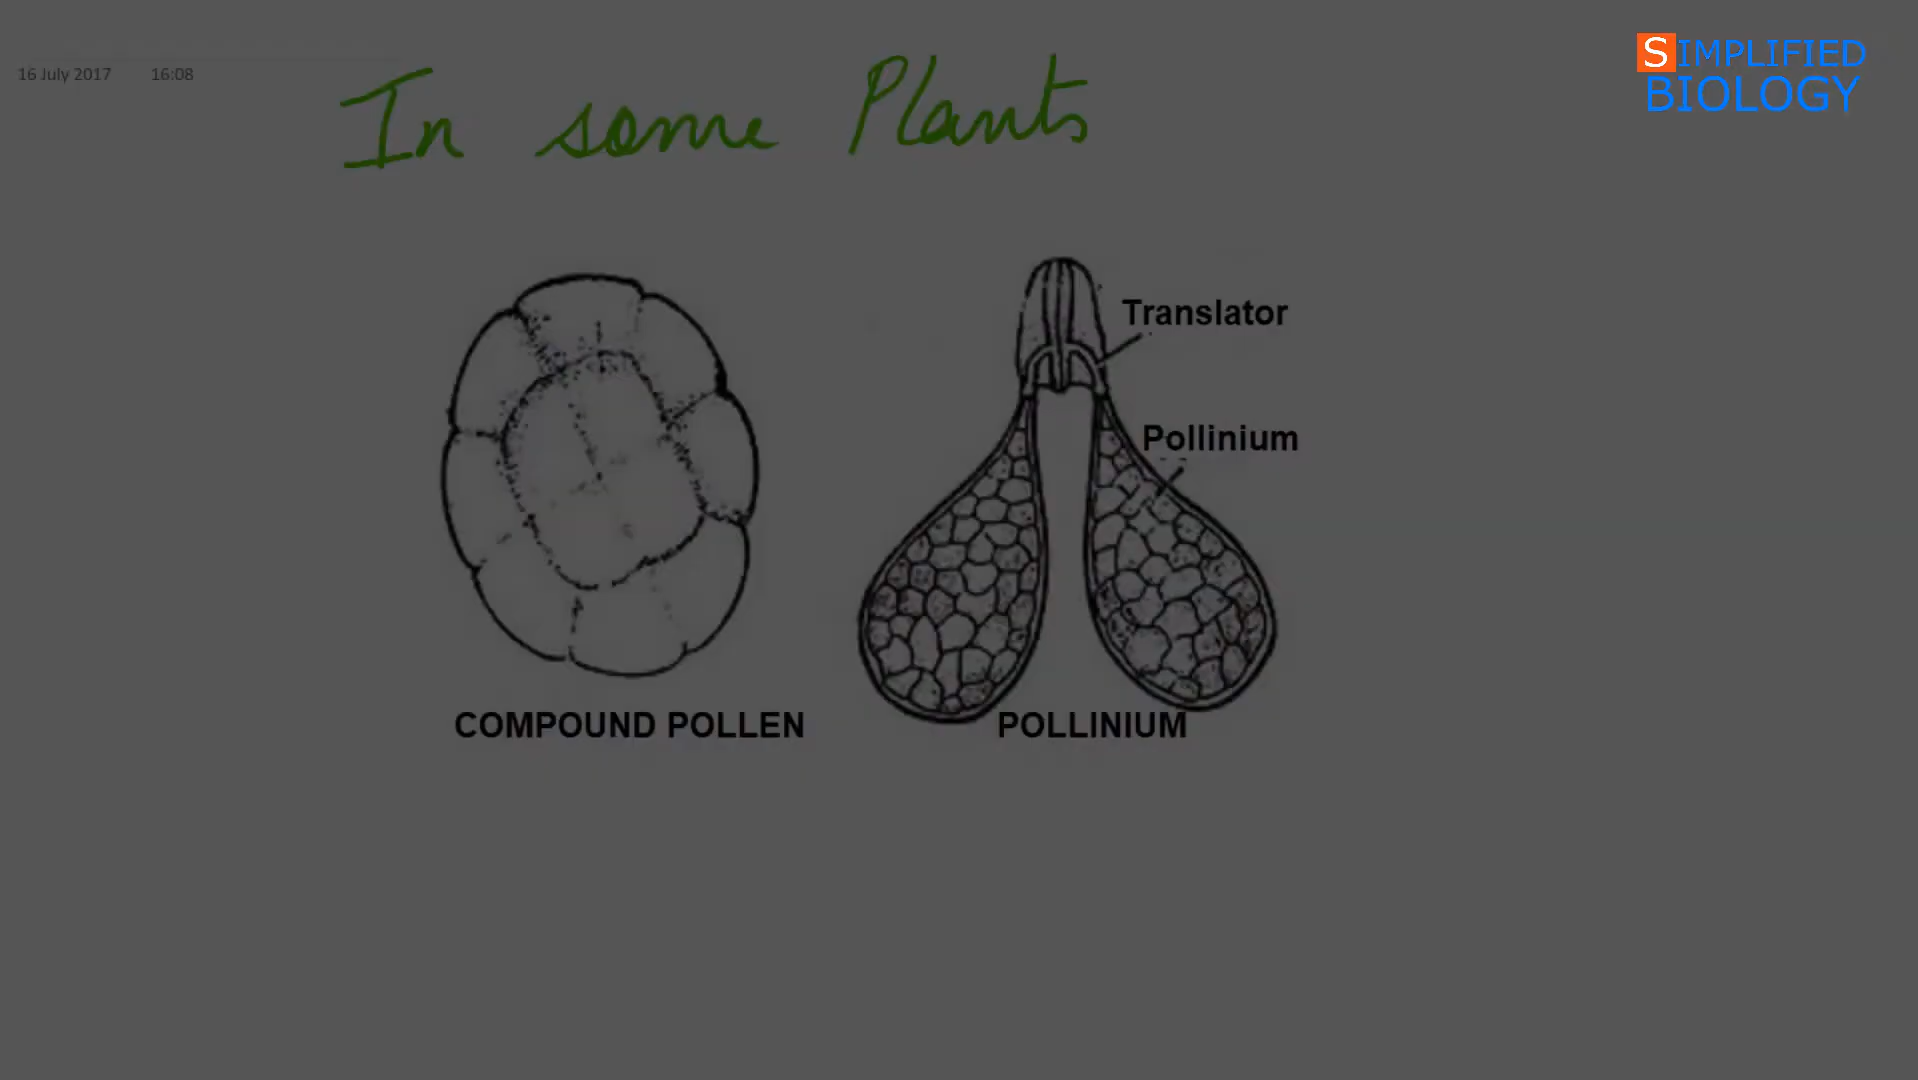 16 July 2017 16:08
In some Plants
SIMPLIFIED
BIOLOGY
Translator
Pollinium
COMPOUND POLLEN
POLLINIUM